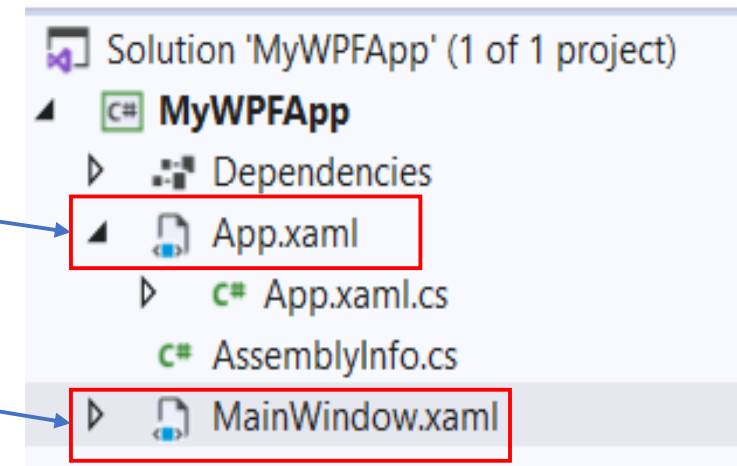 Solution 'MyWPFApp' (1 of 1 project)
C# MyWPFApp
Dependencies
App.xaml
C# App.xaml.cs
C# AssemblyInfo.cs
MainWindow.xaml